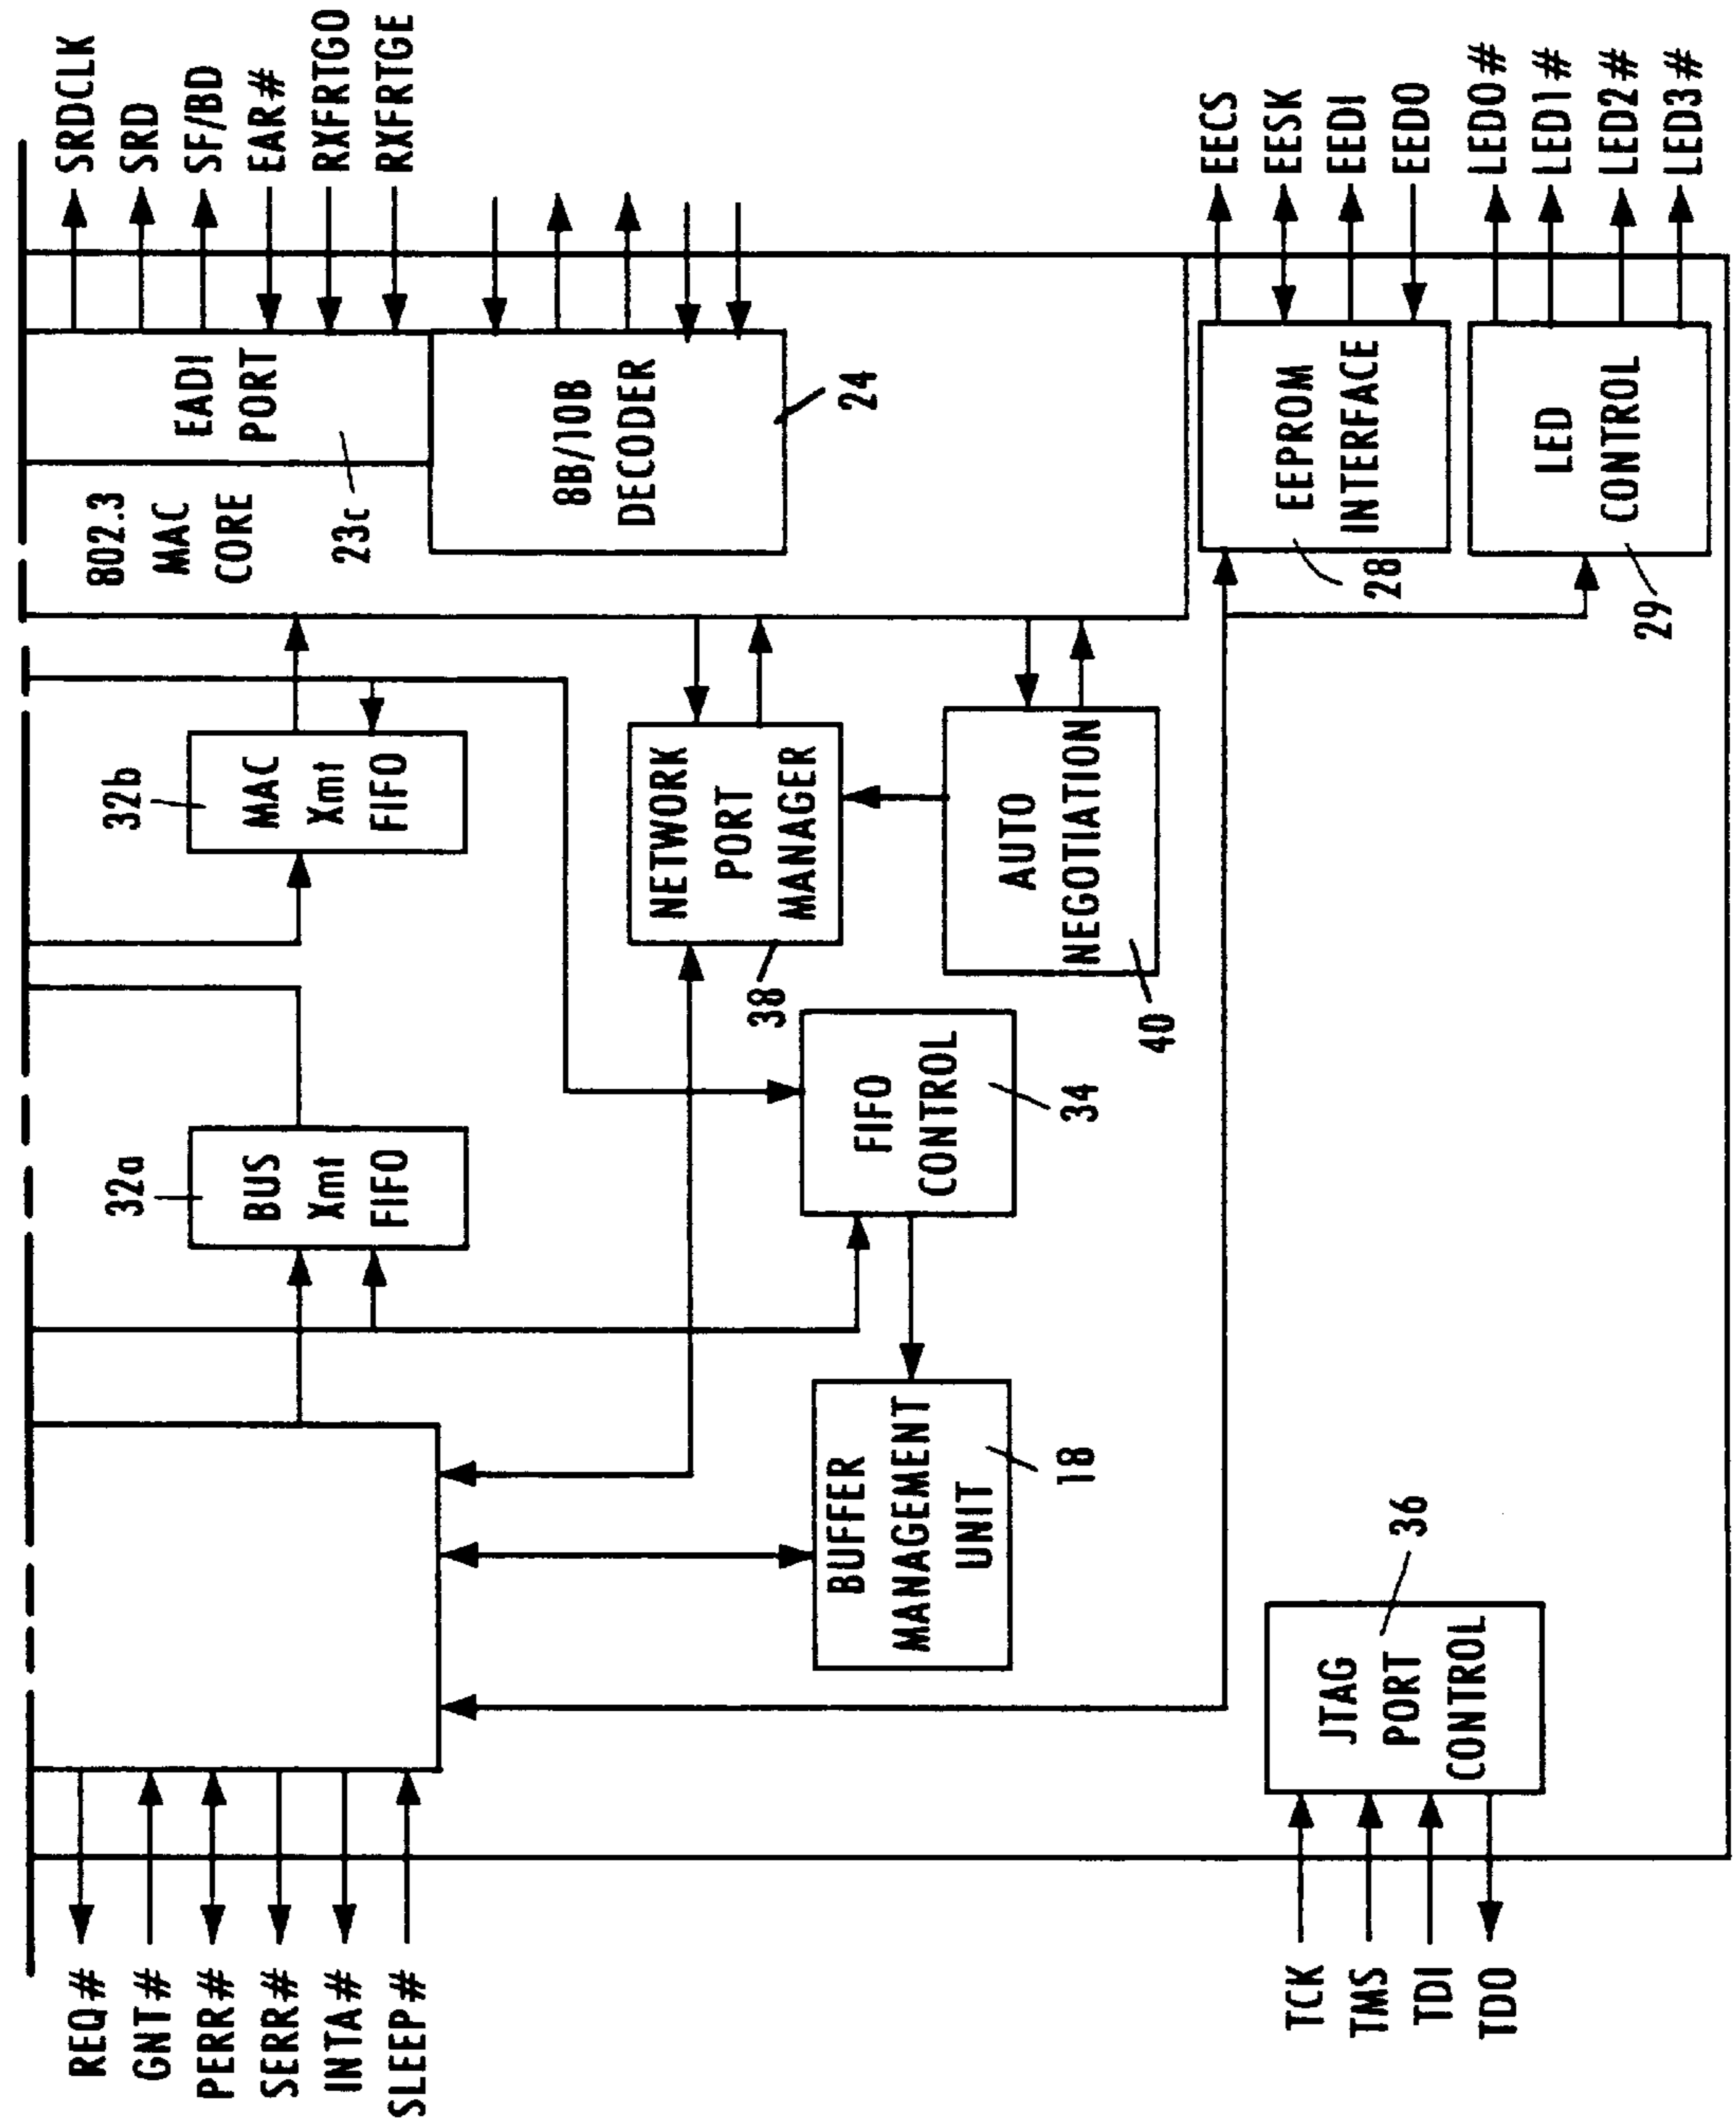 REQ#
GNT#
PERR#
SERR#
INTA#
SLEEP#
TCK
TMS
TDI
TDO
32a
BUS
Xmt
FIFO
32b
MAC
Xmt
FIFO
802.3
MAC
CORE
EADI
PORT
23c
8B/10B
DECODER
24
SRDCLK
SRD
SF/BD
EAR#
RXFRTGO
RXFRTGE
NETWORK
PORT
MANAGER
38
AUTO
NEGOTIATION
40
FIFO
CONTROL
34
BUFFER
MANAGEMENT
UNIT
18
JTAG
PORT
CONTROL
36
EEPROM
INTERFACE
28
LED
CONTROL
29
EECS
EESK
EEDI
EEDO
LED0#
LED1#
LED2#
LED3#